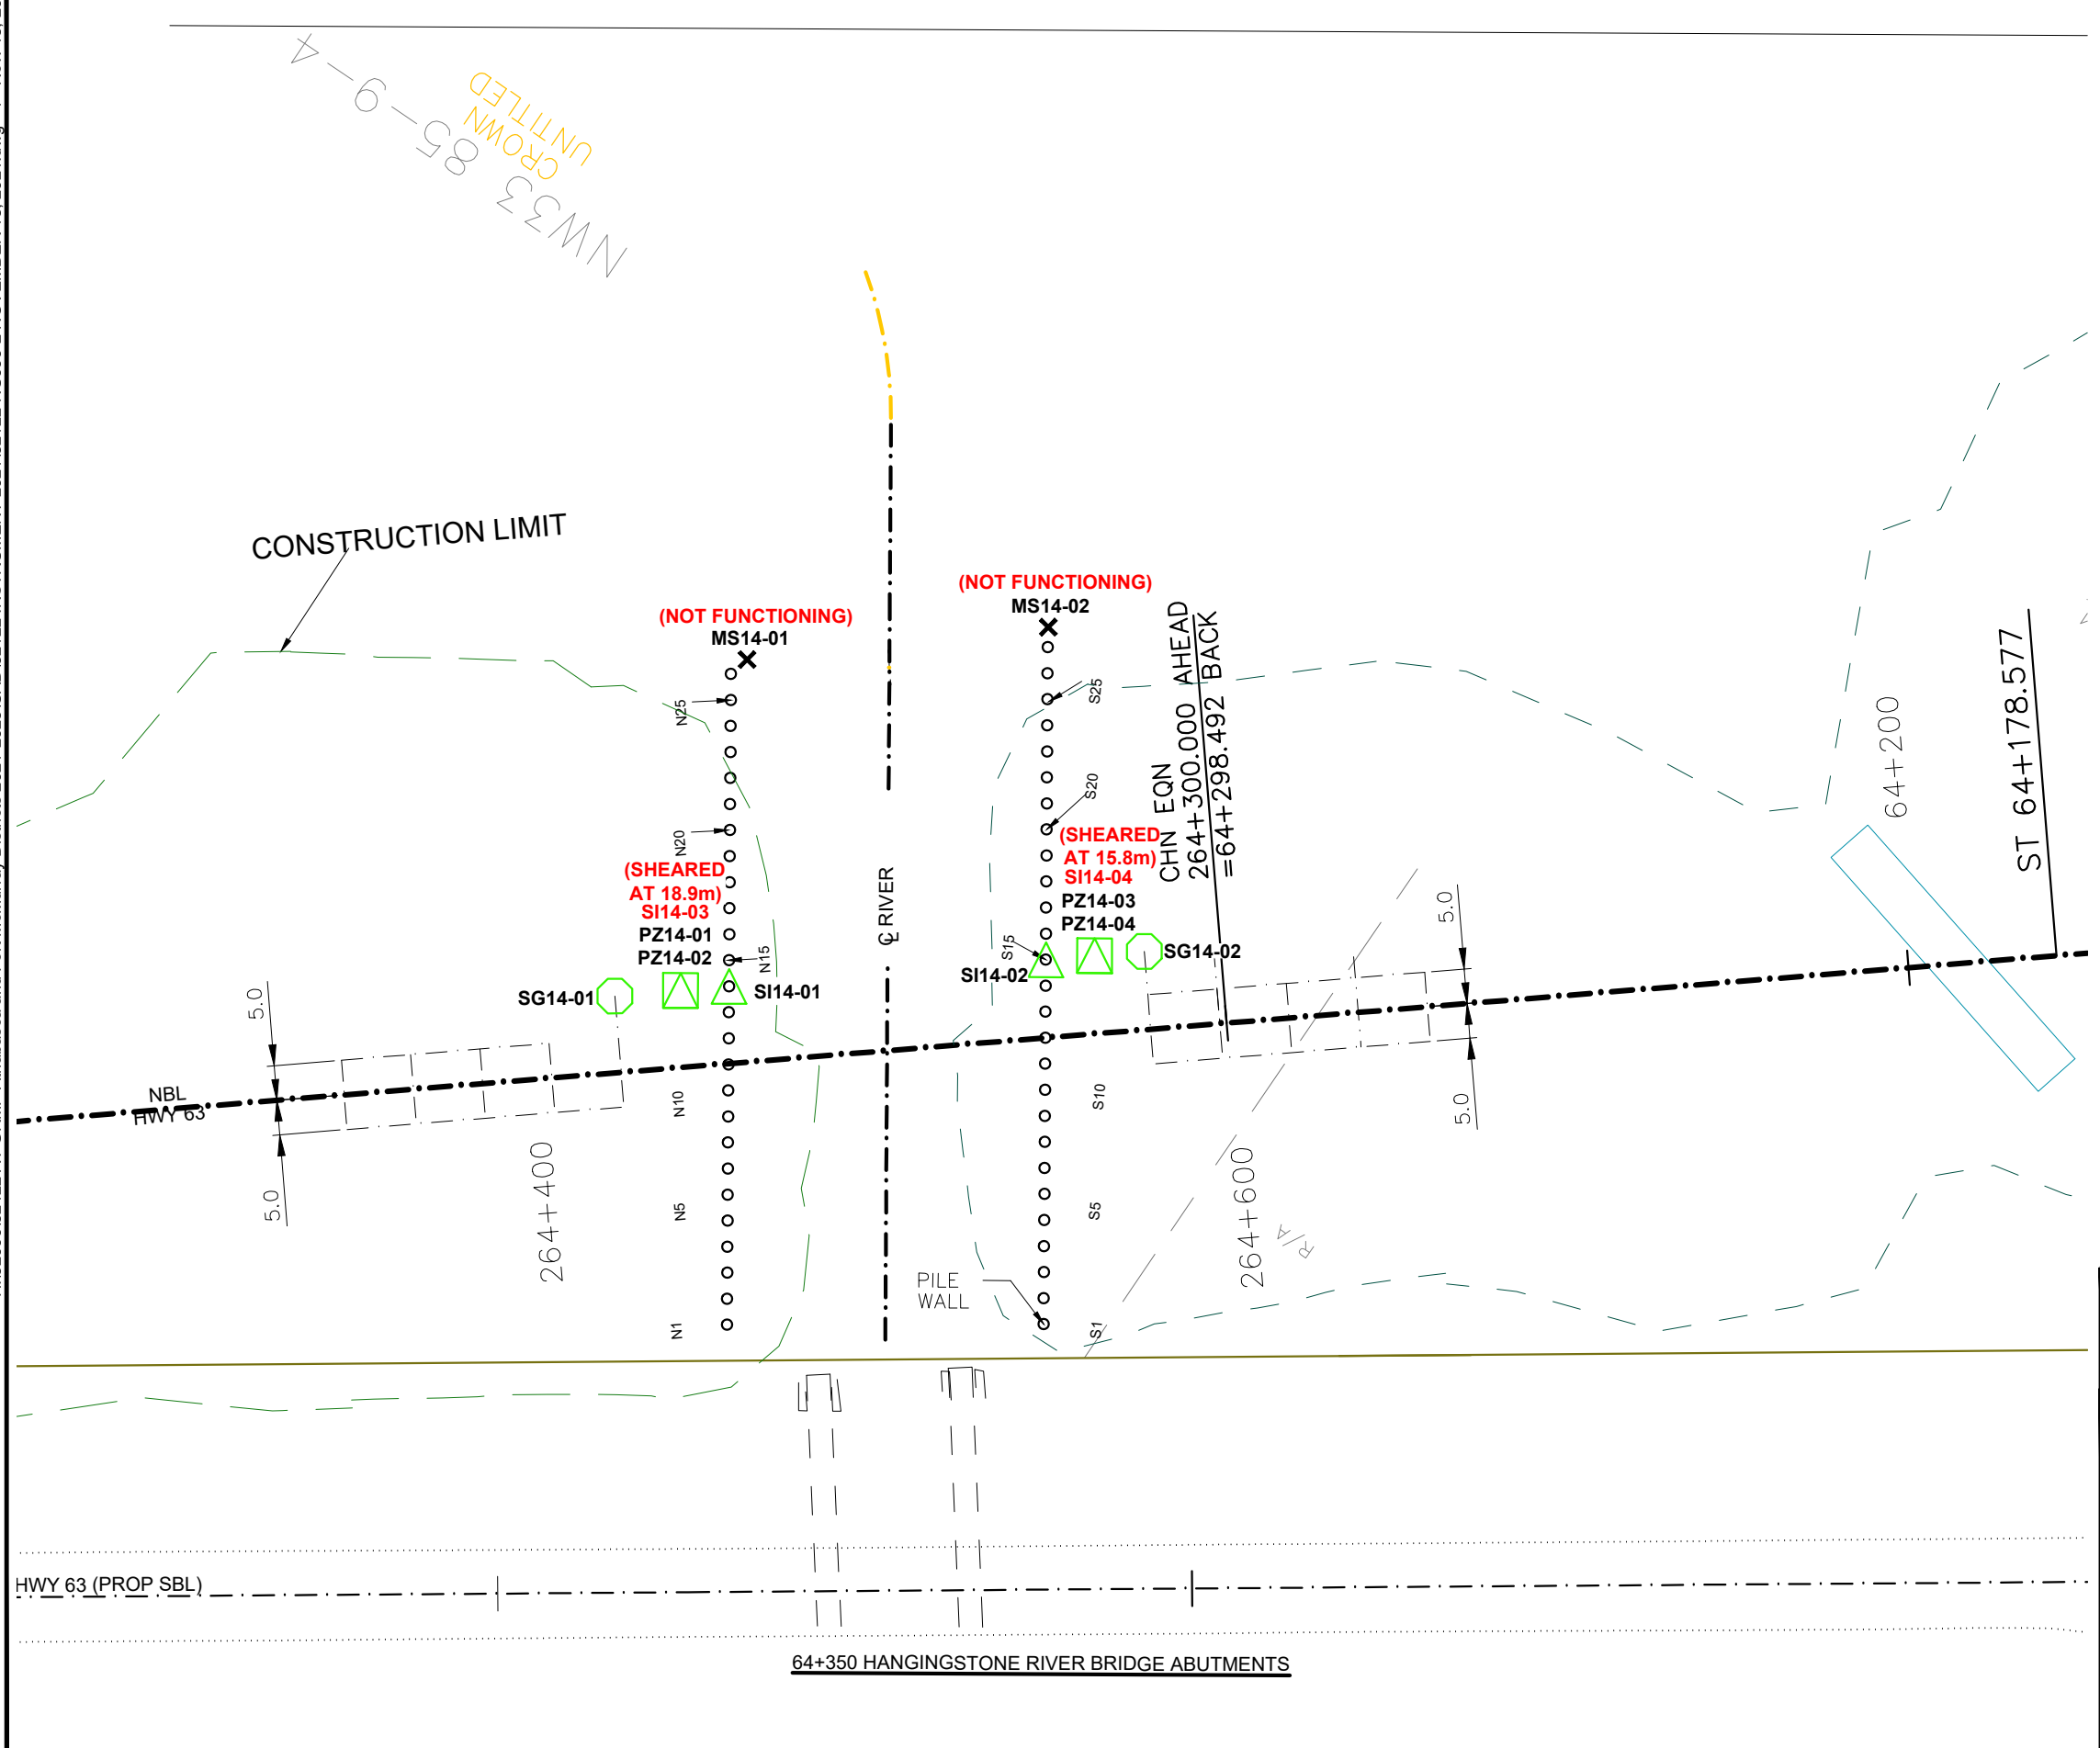 NW33 85-9-4
CROWN
UNTITLED
CONSTRUCTION LIMIT
(NOT FUNCTIONING)
MS14-01
(NOT FUNCTIONING)
MS14-02
N25
N20
(SHEARED
AT 18.9m)
SI14-03
PZ14-01
PZ14-02
N15
SG14-01
SI14-01
N10
N5
N1
℄ RIVER
S25
S20
(SHEARED
AT 15.8m)
SI14-04
PZ14-03
PZ14-04
S15
SI14-02
SG14-02
S10
S5
S1
PILE
WALL
CHN EQN
264+300.000 AHEAD
=64+298.492 BACK
5.0
5.0
5.0
5.0
NBL
HWY 63
264+400
264+600
R/A
64+200
ST 64+178.577
HWY 63 (PROP SBL)
64+350 HANGINGSTONE RIVER BRIDGE ABUTMENTS